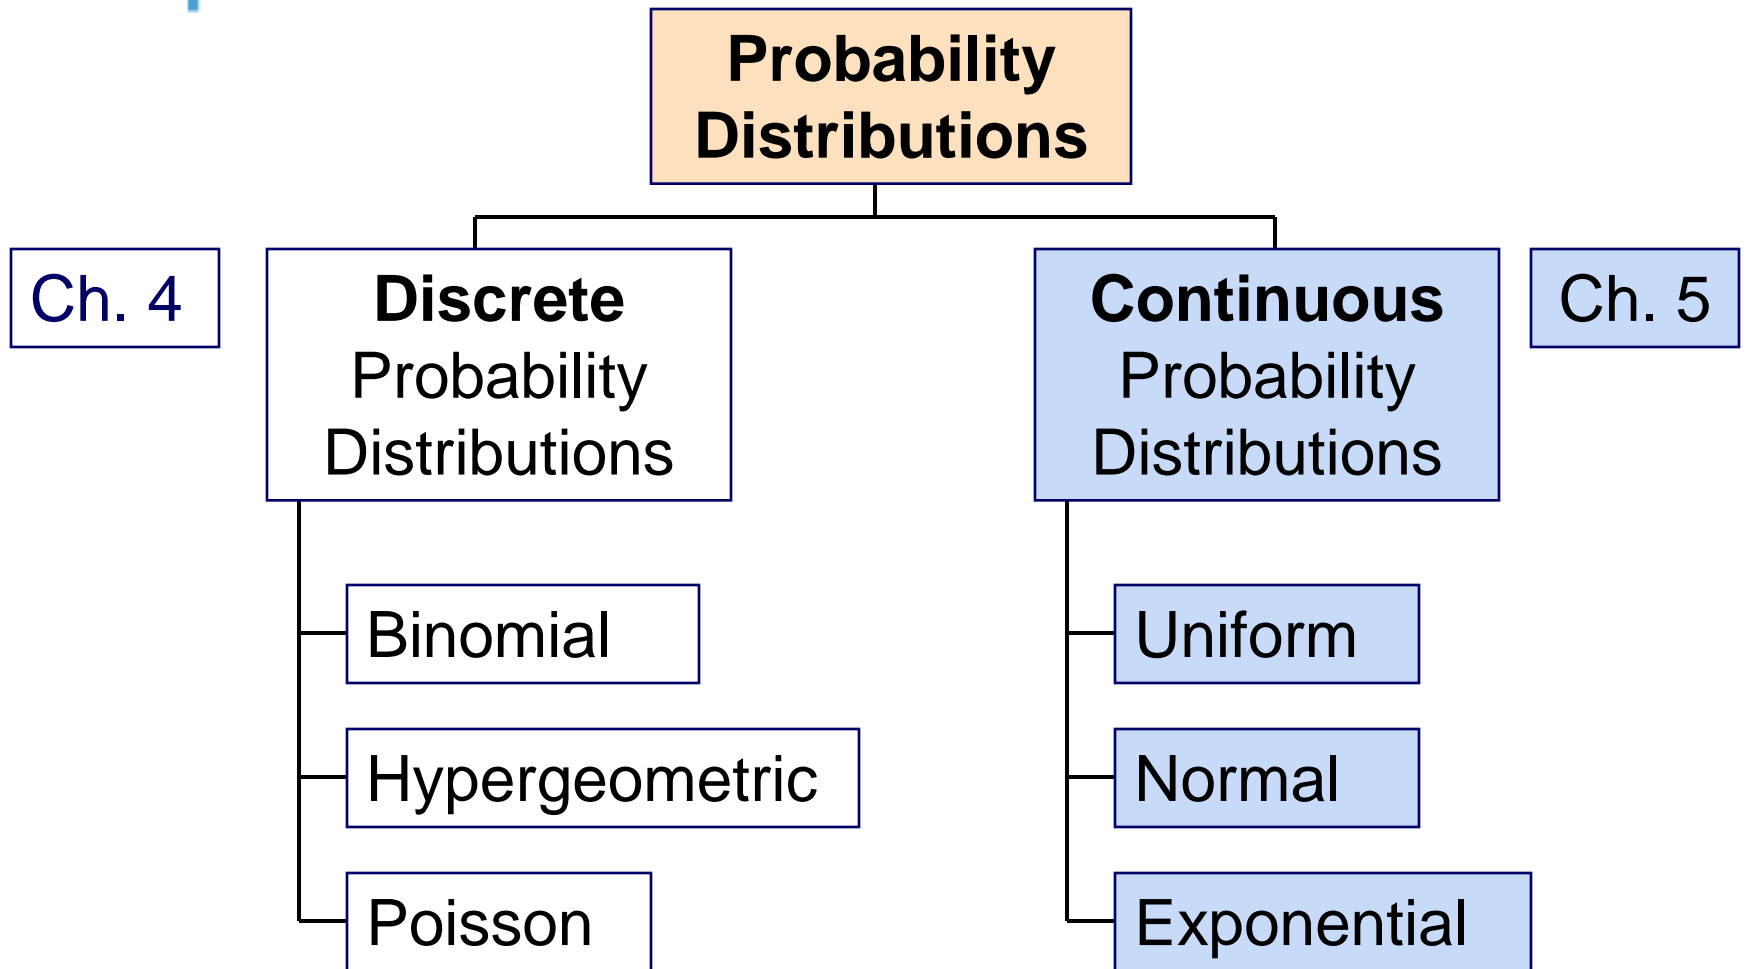 Probability
Distributions
Ch. 4
Discrete
Probability
Distributions
Continuous
Probability
Distributions
Ch. 5
Binomial
Hypergeometric
Poisson
Uniform
Normal
Exponential